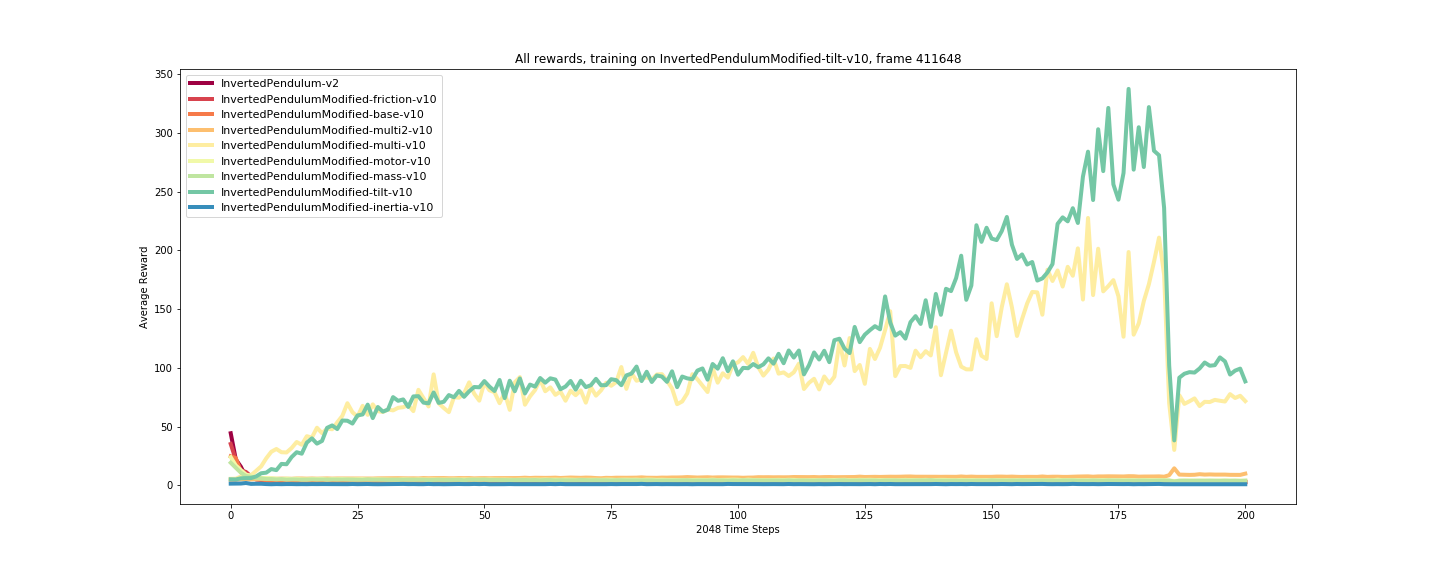 All rewards, training on InvertedPendulumModified-tilt-v10, frame 411648
350
300
250
200
150
100
50
0
Average Reward
InvertedPendulum-v2
InvertedPendulumModified-friction-v10
InvertedPendulumModified-base-v10
InvertedPendulumModified-multi2-v10
InvertedPendulumModified-multi-v10
InvertedPendulumModified-motor-v10
InvertedPendulumModified-mass-v10
InvertedPendulumModified-tilt-v10
InvertedPendulumModified-inertia-v10
0 25 50 75 100 125 150 175 200
2048 Time Steps